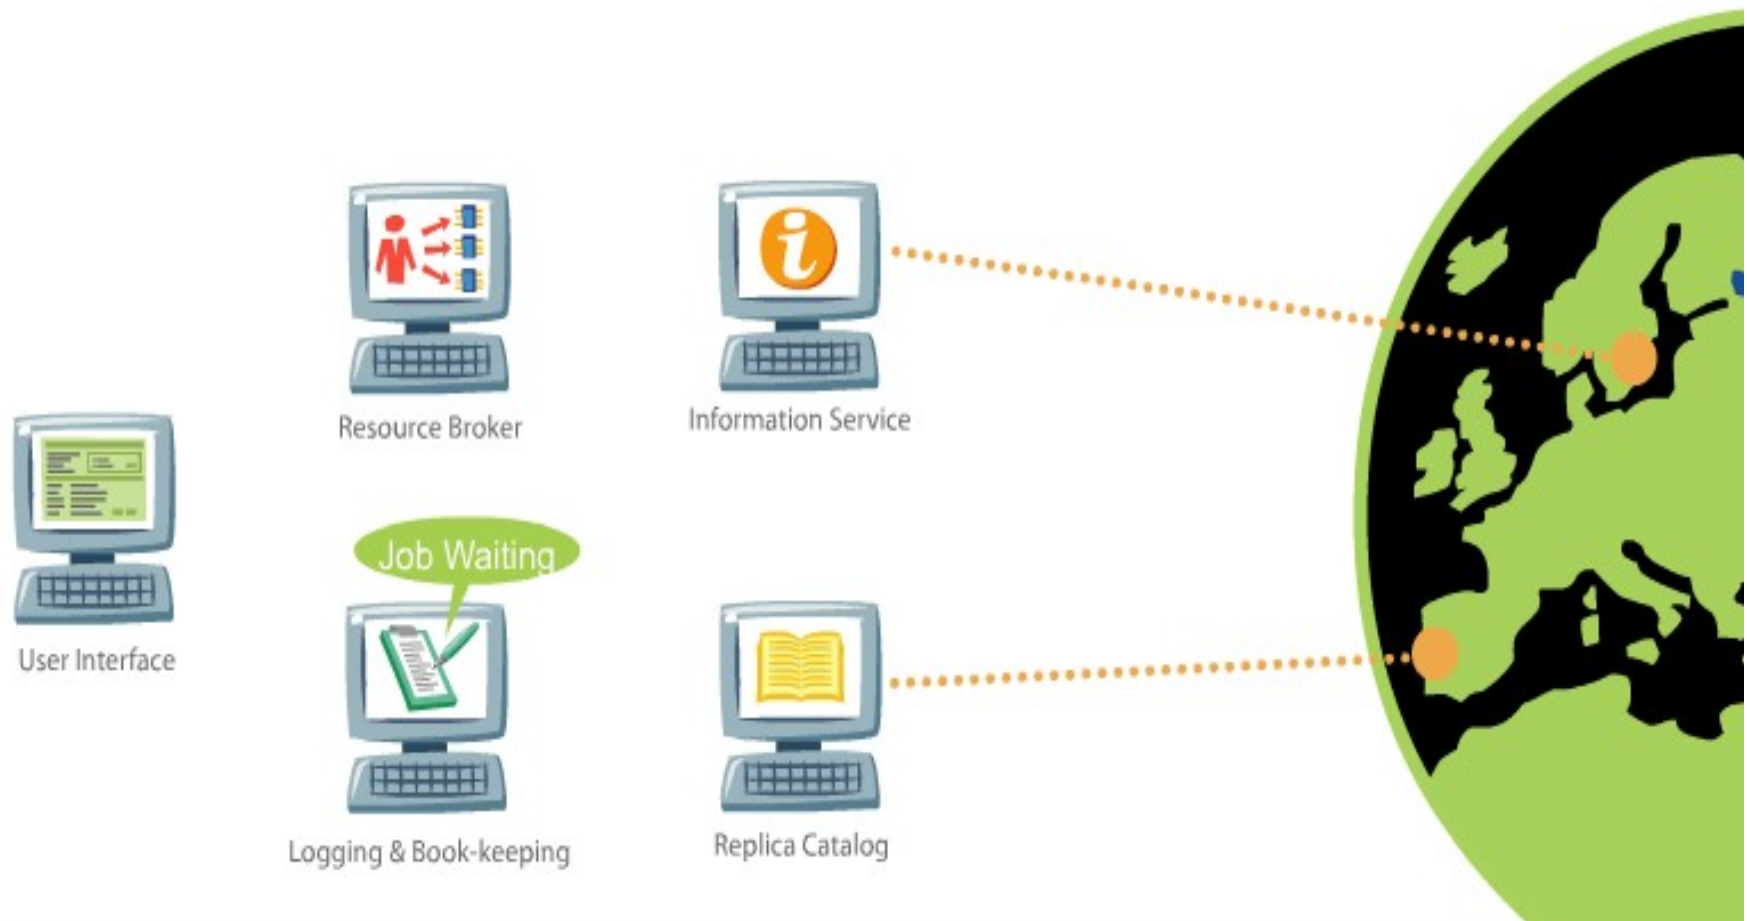 Resource Broker
Information Service
User Interface
Job Waiting
Logging & Book-keeping
Replica Catalog